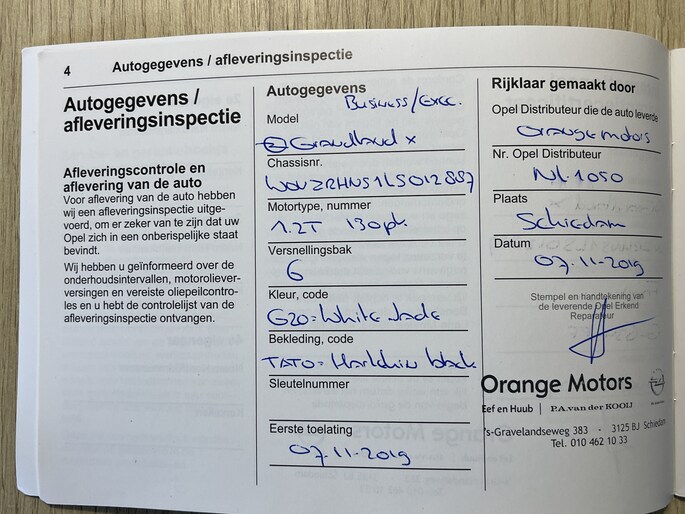 4
Autogegevens / afleveringsinspectie
Autogegevens /
afleveringsinspectie
Afleveringscontrole en
aflevering van de auto
Voor aflevering van de auto hebben
wij een afleveringsinspectie uitge-
voerd, om er zeker van te zijn dat uw
Opel zich in een onberispelijke staat
bevindt.
Wij hebben u geïnformeerd over de
onderhoudsintervallen, motoroliever-
versingen en vereiste oliepeilcontro-
les en u hebt de controlelijst van de
afleveringsinspectie ontvangen.
Autogegevens
Business/Exec.
Model
Grandland x
Chassisnr.
W0VZRHNS1LS012887
Motortype, nummer
1.2T 130pk
Versnellingsbak
6
Kleur, code
G20=White Jade
Bekleding, code
TATO= black
Sleutelnummer
Eerste toelating
07-11-2019
Rijklaar gemaakt door
Opel Distributeur die de auto leverde
Orangemotors
Nr. Opel Distributeur
NL.1050
Plaats
Schiedam
Datum
07-11-2019
Stempel en handtekening van
de leverende Opel Erkend
Reparateur
Orange Motors
Eef en Huub | P.A.van der KOOIJ
's-Gravelandseweg 383 - 3125 BJ Schiedam
Tel. 010 462 10 33